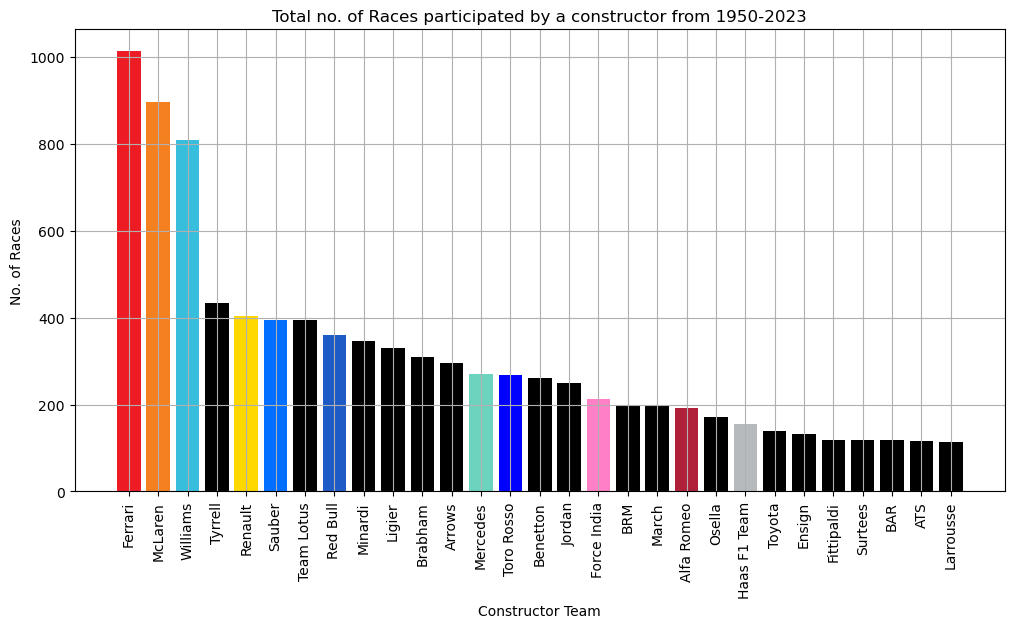 Total no. of Races participated by a constructor from 1950-2023
No. of Races
1000
800
600
400
200
0
Ferrari
McLaren
Williams
Tyrrell
Renault
Sauber
Team Lotus
Red Bull
Minardi
Ligier
Brabham
Arrows
Mercedes
Toro Rosso
Benetton
Jordan
Force India
BRM
March
Alfa Romeo
Osella
Haas F1 Team
Toyota
Ensign
Fittipaldi
Surtees
BAR
ATS
Larrousse
Constructor Team